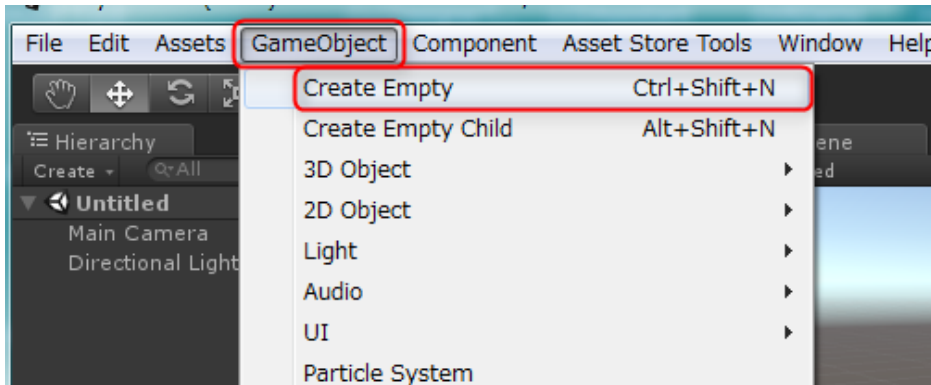 File Edit Assets GameObject Component Asset Store Tools Window Help
Create Empty Ctrl+Shift+N
Create Empty Child Alt+Shift+N
3D Object
2D Object
Light
Audio
UI
Particle System
Hierarchy
Create All
Untitled
Main Camera
Directional Light